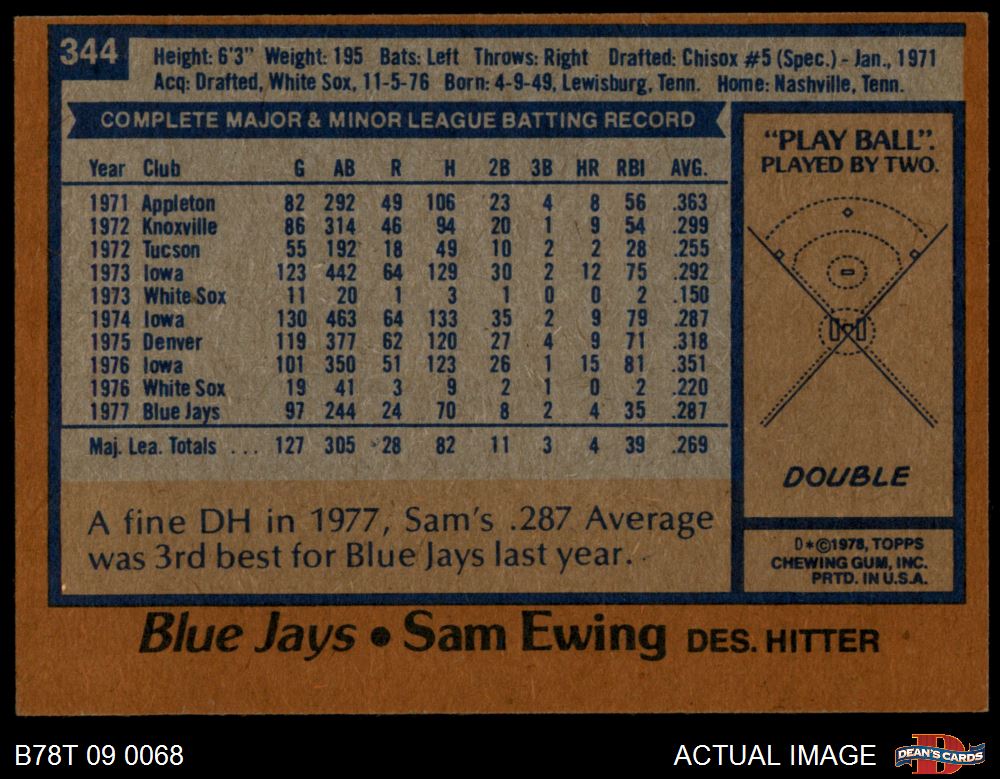 344
Height: 6'3" Weight: 195 Bats: Left Throws: Right Drafted: Chisox #5 (Spec.) - Jan., 1971
Acq: Drafted, White Sox, 11-5-76 Born: 4-9-49, Lewisburg, Tenn. Home: Nashville, Tenn.
COMPLETE MAJOR & MINOR LEAGUE BATTING RECORD
Year Club G AB R H 2B 3B HR RBI AVG.
1971 Appleton 82 292 49 106 23 4 8 56 .363
1972 Knoxville 86 314 46 94 20 1 9 54 .299
1972 Tucson 55 192 18 49 10 2 2 28 .255
1973 Iowa 123 442 64 129 30 2 12 75 .292
1973 White Sox 11 20 1 3 1 0 0 2 .150
1974 Iowa 130 463 64 133 35 2 9 79 .287
1975 Denver 119 377 62 120 27 4 9 71 .318
1976 Iowa 101 350 51 123 26 1 15 81 .351
1976 White Sox 19 41 3 9 2 1 0 2 .220
1977 Blue Jays 97 244 24 70 8 2 4 35 .287
Maj. Lea. Totals . . . 127 305 28 82 11 3 4 39 .269
A fine DH in 1977, Sam's .287 Average
was 3rd best for Blue Jays last year.
"PLAY BALL".
PLAYED BY TWO.
DOUBLE
D*©1978, TOPPS
CHEWING GUM, INC.
PRTD. IN U.S.A.
Blue Jays • Sam Ewing DES. HITTER
B78T 09 0068
ACTUAL IMAGE
D
DEAN'S CARDS